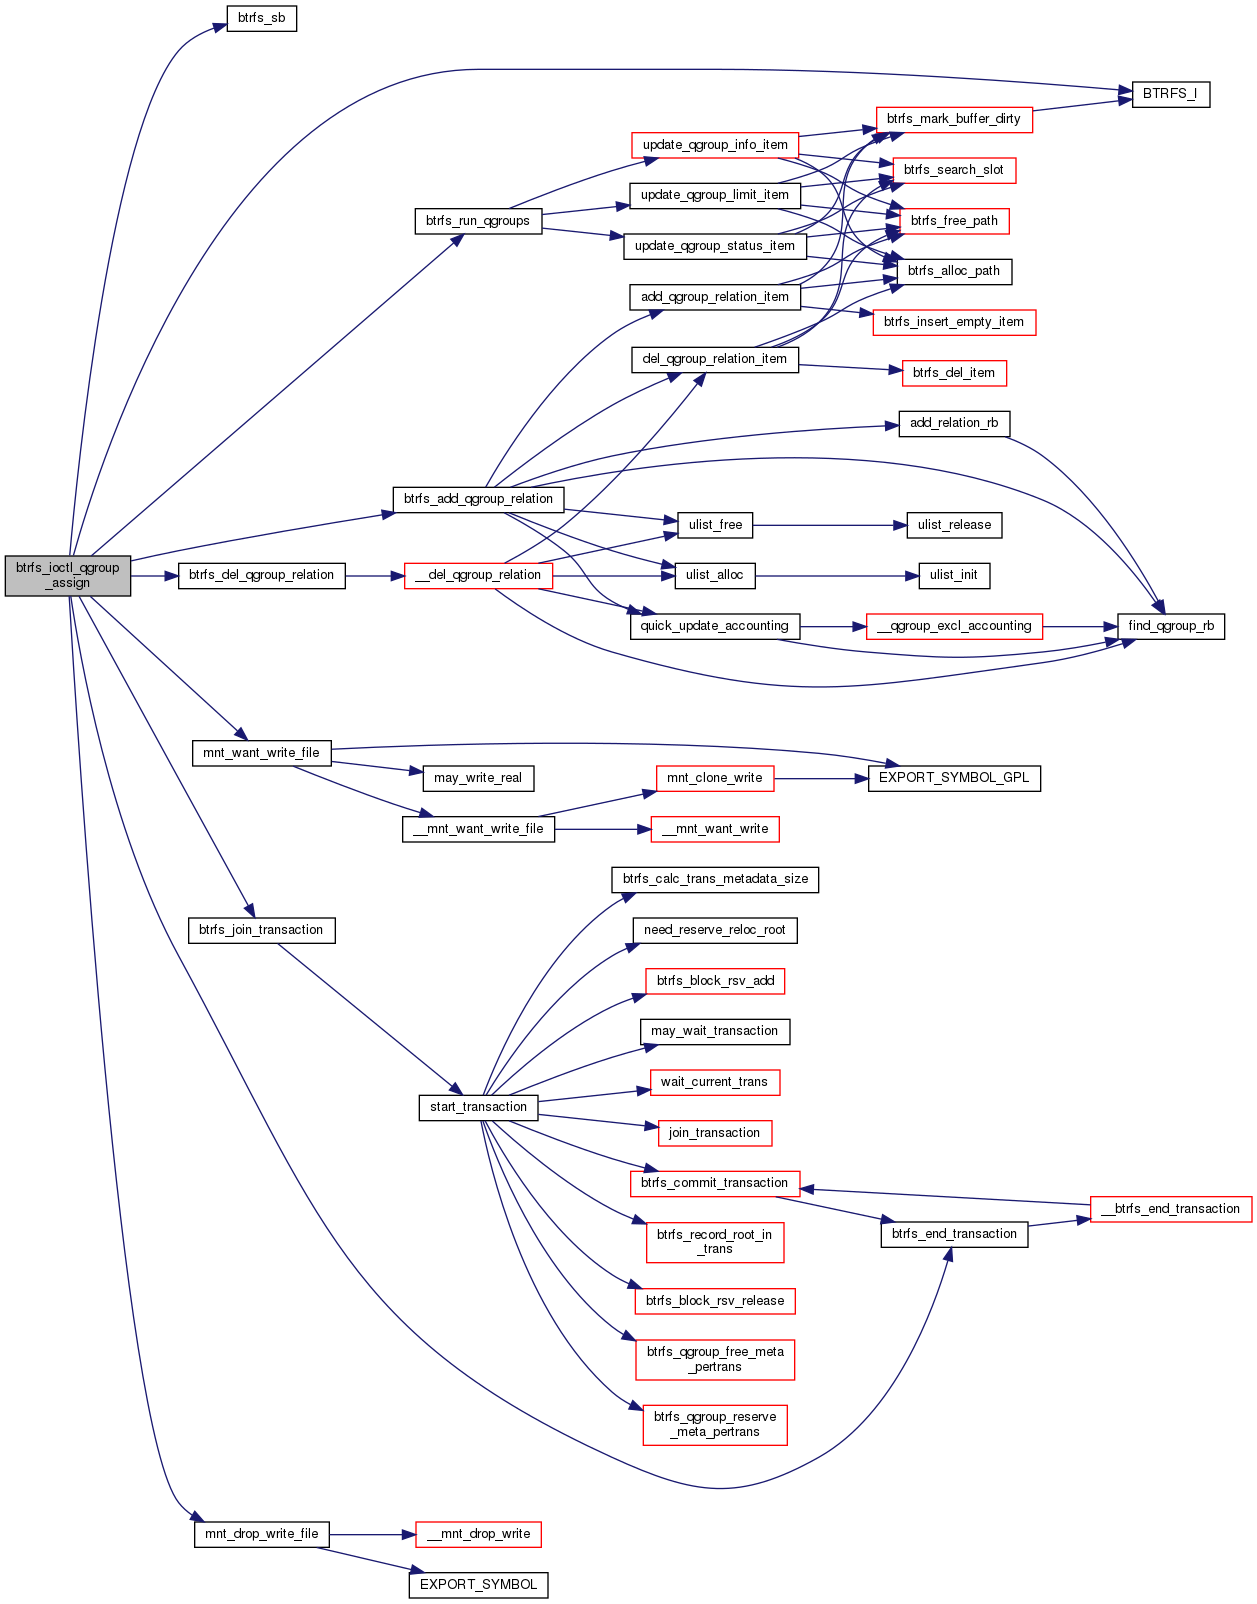 btrfs_sb
BTRFS_I
btrfs_mark_buffer_dirty
update_qgroup_info_item
btrfs_search_slot
update_qgroup_limit_item
btrfs_run_qgroups
btrfs_free_path
update_qgroup_status_item
btrfs_alloc_path
add_qgroup_relation_item
btrfs_insert_empty_item
del_qgroup_relation_item
btrfs_del_item
add_relation_rb
btrfs_add_qgroup_relation
ulist_free
ulist_release
btrfs_ioctl_qgroup
_assign
btrfs_del_qgroup_relation
__del_qgroup_relation
ulist_alloc
ulist_init
quick_update_accounting
__qgroup_excl_accounting
find_qgroup_rb
mnt_want_write_file
may_write_real
mnt_clone_write
EXPORT_SYMBOL_GPL
__mnt_want_write_file
__mnt_want_write
btrfs_calc_trans_metadata_size
btrfs_join_transaction
need_reserve_reloc_root
btrfs_block_rsv_add
may_wait_transaction
wait_current_trans
start_transaction
join_transaction
btrfs_commit_transaction
__btrfs_end_transaction
btrfs_record_root_in
_trans
btrfs_end_transaction
btrfs_block_rsv_release
btrfs_qgroup_free_meta
_pertrans
btrfs_qgroup_reserve
_meta_pertrans
mnt_drop_write_file
__mnt_drop_write
EXPORT_SYMBOL